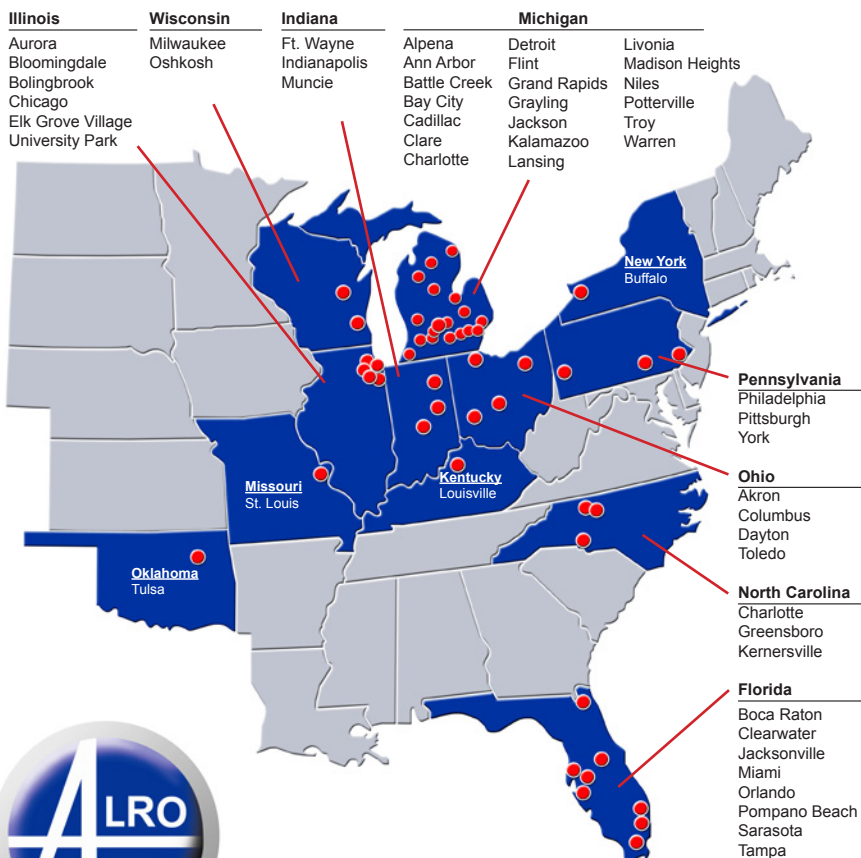 Illinois
Aurora
Bloomingdale
Bolingbrook
Chicago
Elk Grove Village
University Park
Wisconsin
Milwaukee
Oshkosh
Indiana
Ft. Wayne
Indianapolis
Muncie
Michigan
Alpena
Ann Arbor
Battle Creek
Bay City
Cadillac
Clare
Charlotte
Detroit
Flint
Grand Rapids
Grayling
Jackson
Kalamazoo
Lansing
Livonia
Madison Heights
Niles
Potterville
Troy
Warren
New York
Buffalo
Pennsylvania
Philadelphia
Pittsburgh
York
Ohio
Akron
Columbus
Dayton
Toledo
Missouri
St. Louis
Kentucky
Louisville
Oklahoma
Tulsa
North Carolina
Charlotte
Greensboro
Kernersville
Florida
Boca Raton
Clearwater
Jacksonville
Miami
Orlando
Pompano Beach
Sarasota
Tampa
ALRO